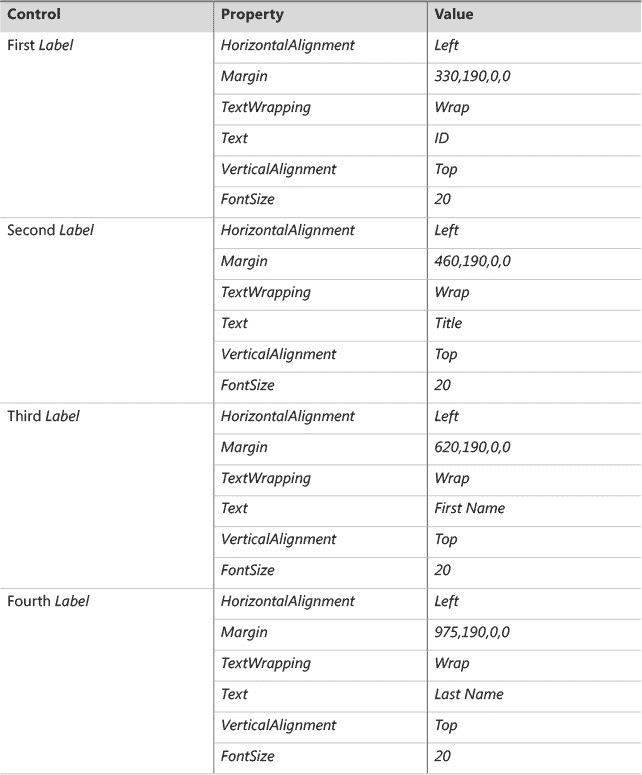 Control Property Value
First Label HorizontalAlignment Left
Margin 330,190,0,0
TextWrapping Wrap
Text ID
VerticalAlignment Top
FontSize 20
Second Label HorizontalAlignment Left
Margin 460,190,0,0
TextWrapping Wrap
Text Title
VerticalAlignment Top
FontSize 20
Third Label HorizontalAlignment Left
Margin 620,190,0,0
TextWrapping Wrap
Text First Name
VerticalAlignment Top
FontSize 20
Fourth Label HorizontalAlignment Left
Margin 975,190,0,0
TextWrapping Wrap
Text Last Name
VerticalAlignment Top
FontSize 20